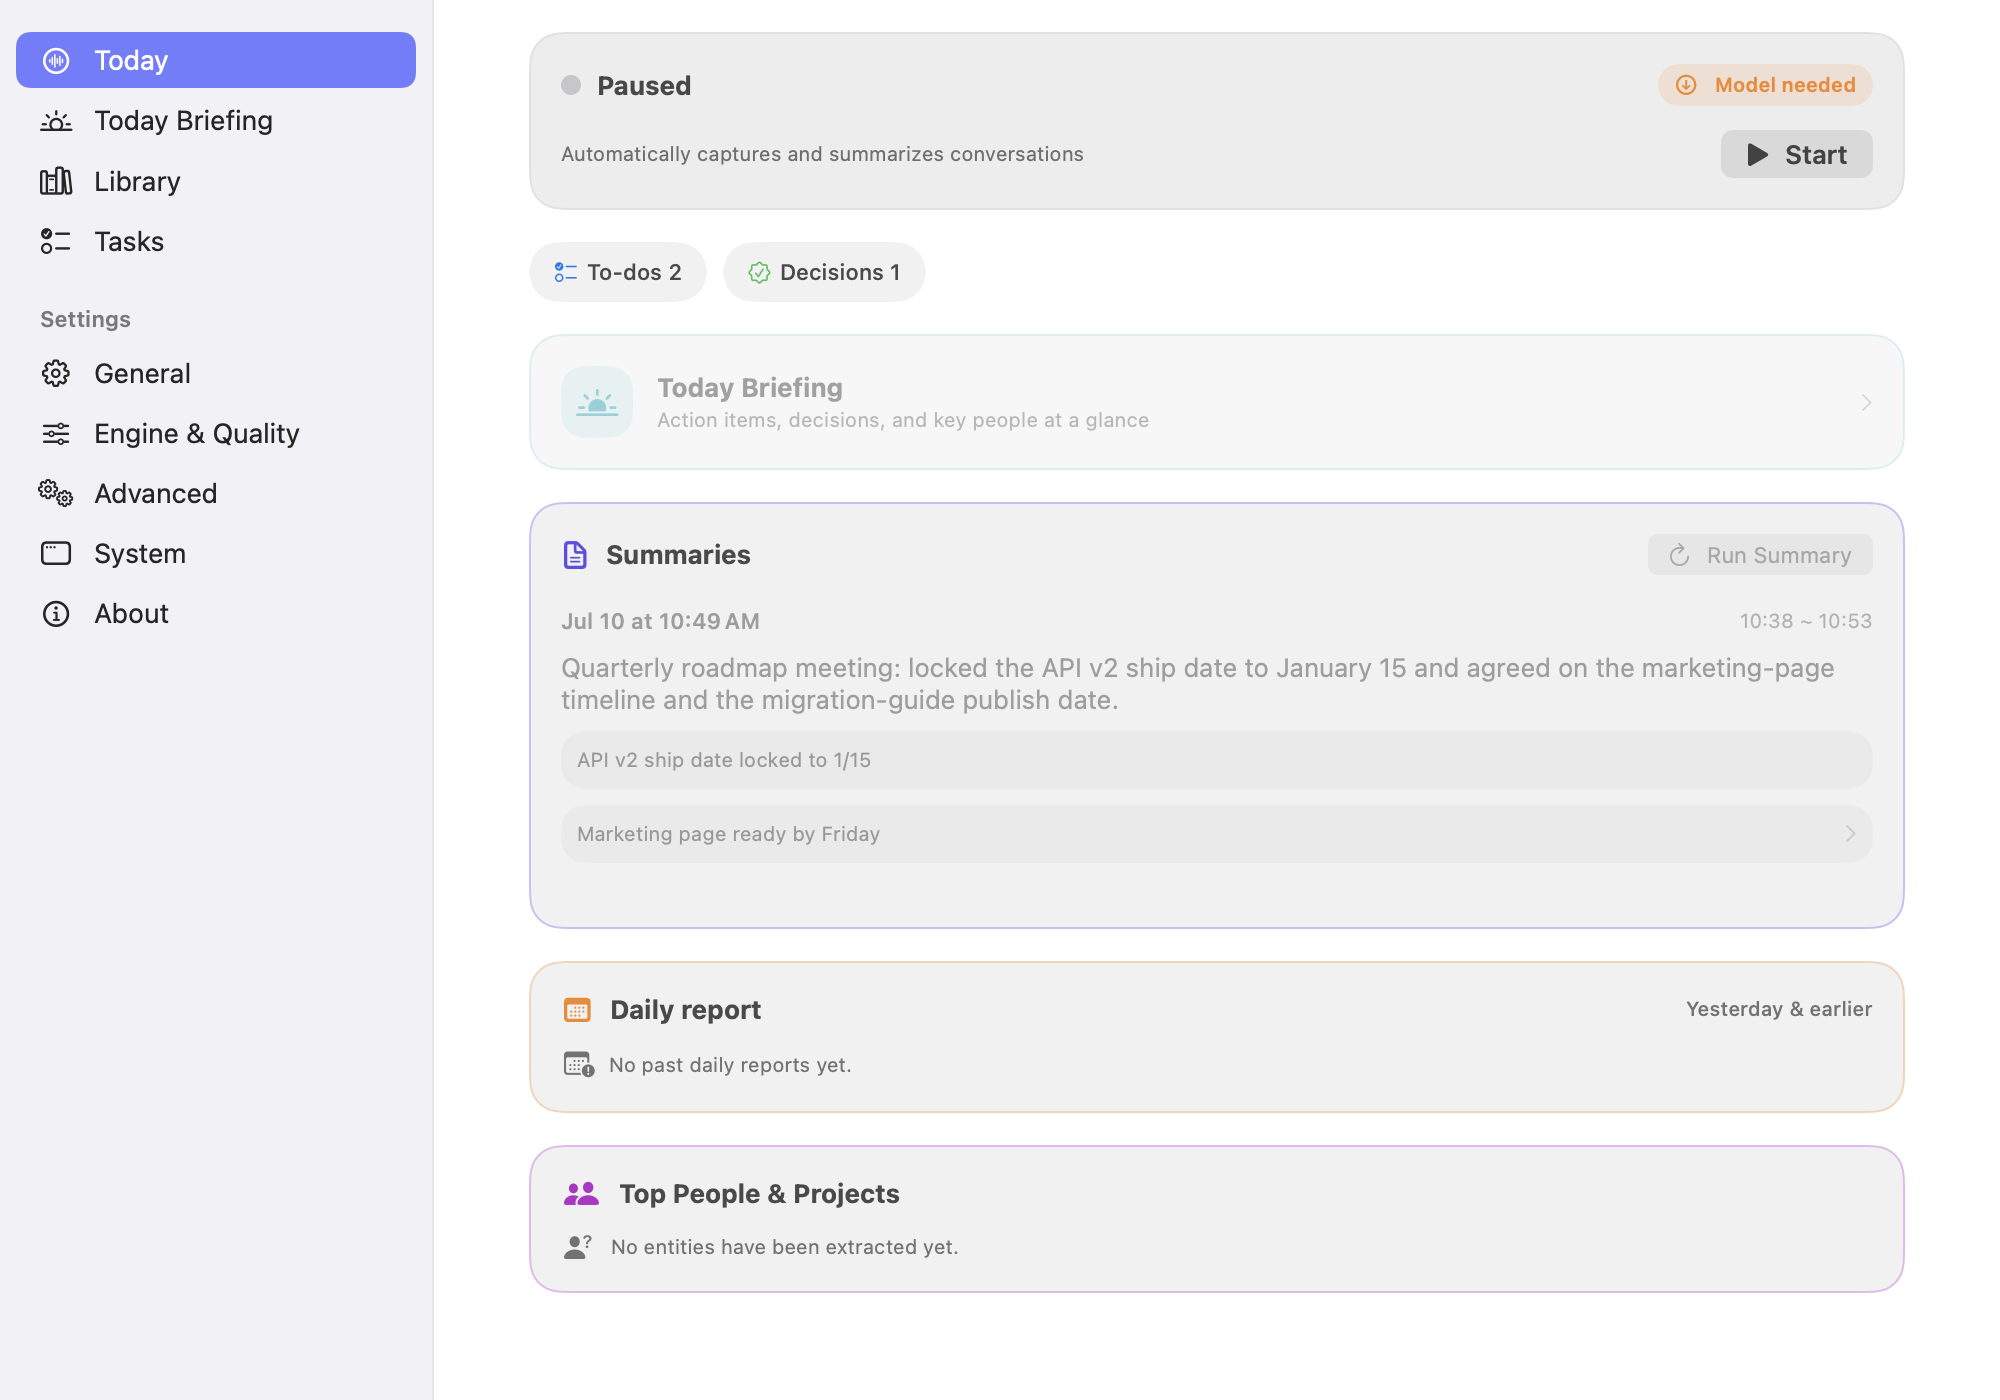 Today
Today Briefing
Library
Tasks
Settings
General
Engine & Quality
Advanced
System
About
Paused
Model needed
Automatically captures and summarizes conversations
Start
To-dos 2
Decisions 1
Today Briefing
Action items, decisions, and key people at a glance
Summaries
Run Summary
Jul 10 at 10:49 AM
10:38 ~ 10:53
Quarterly roadmap meeting: locked the API v2 ship date to January 15 and agreed on the marketing-page
timeline and the migration-guide publish date.
API v2 ship date locked to 1/15
Marketing page ready by Friday
Daily report
Yesterday & earlier
No past daily reports yet.
Top People & Projects
No entities have been extracted yet.